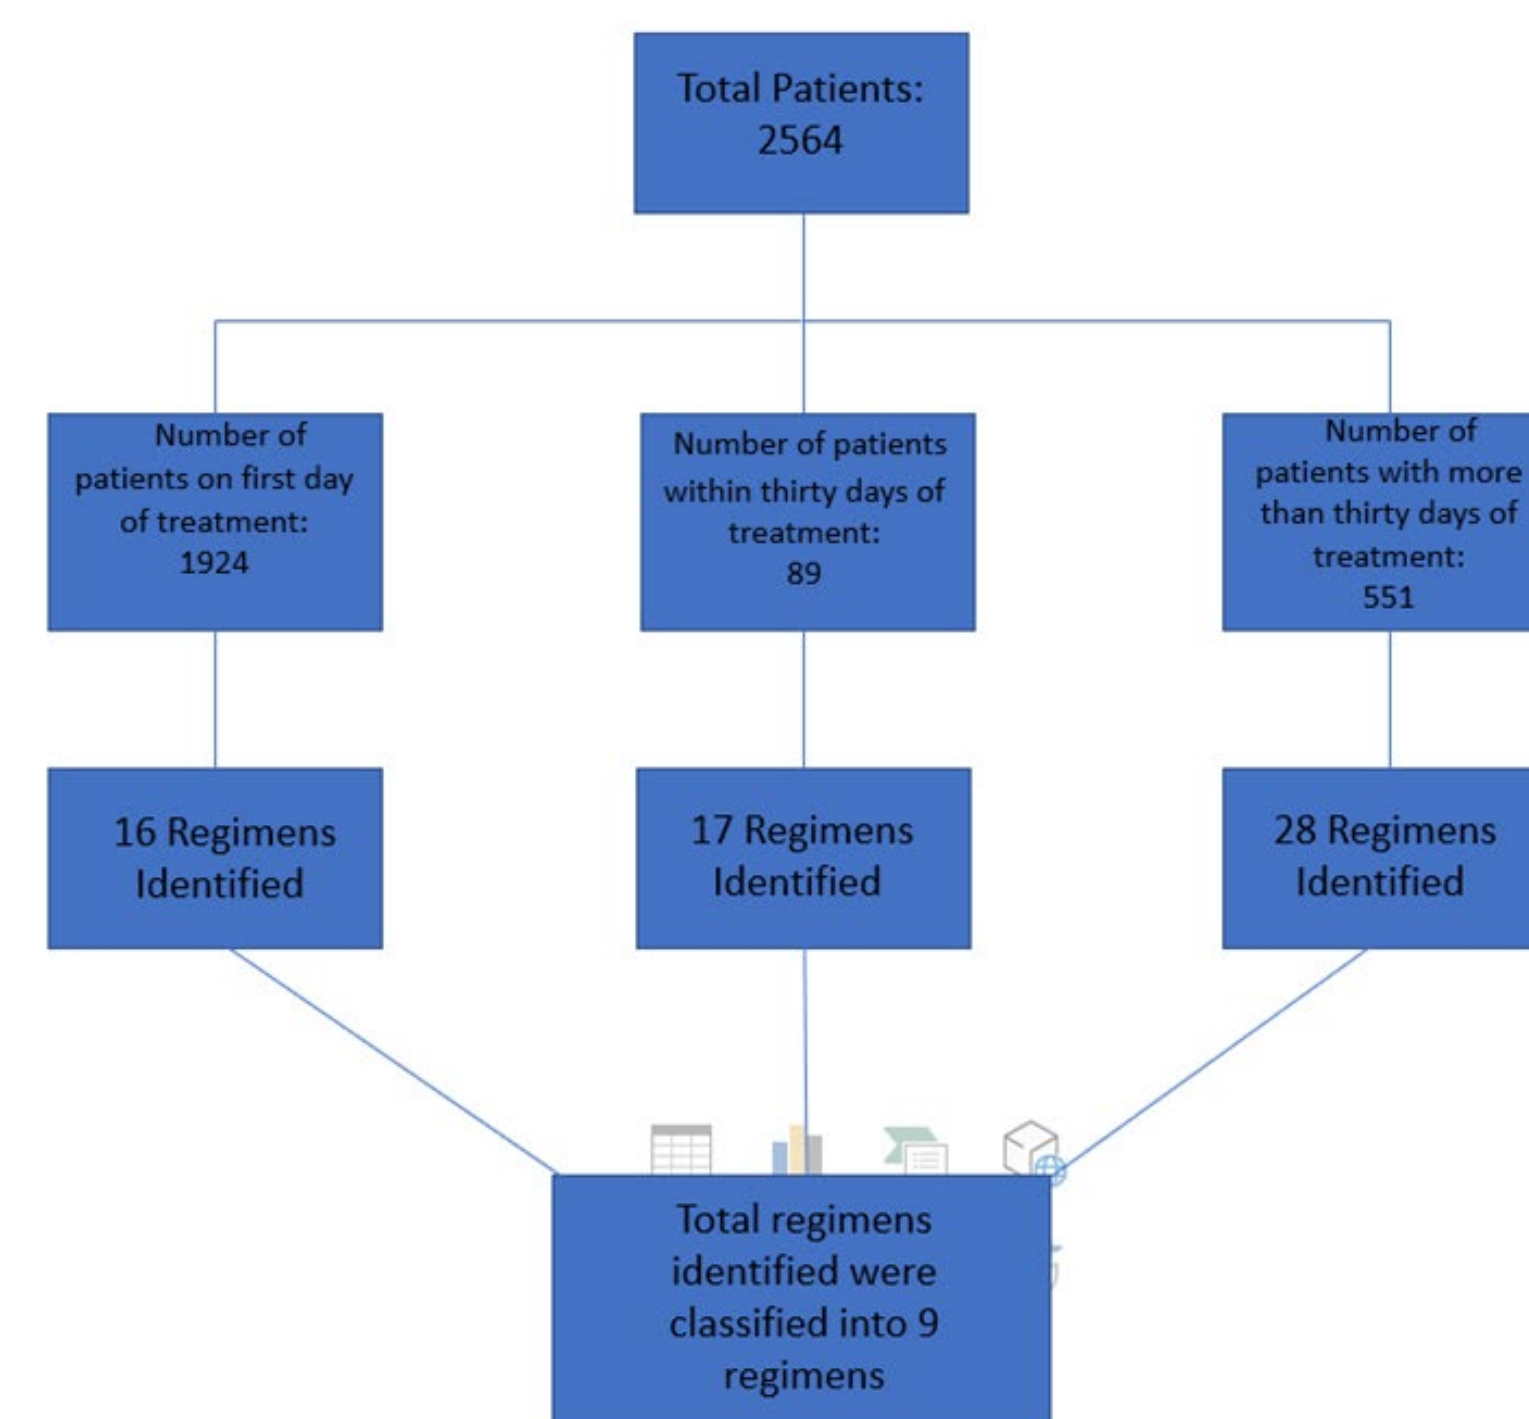 Total Patients:
2564
Number of
patients on first day
of treatment:
1924
Number of patients
within thirty days of
treatment:
89
Number of
patients with more
than thirty days of
treatment:
551
16 Regimens
Identified
17 Regimens
Identified
28 Regimens
Identified
Total regimens
identified were
classified into 9
regimens